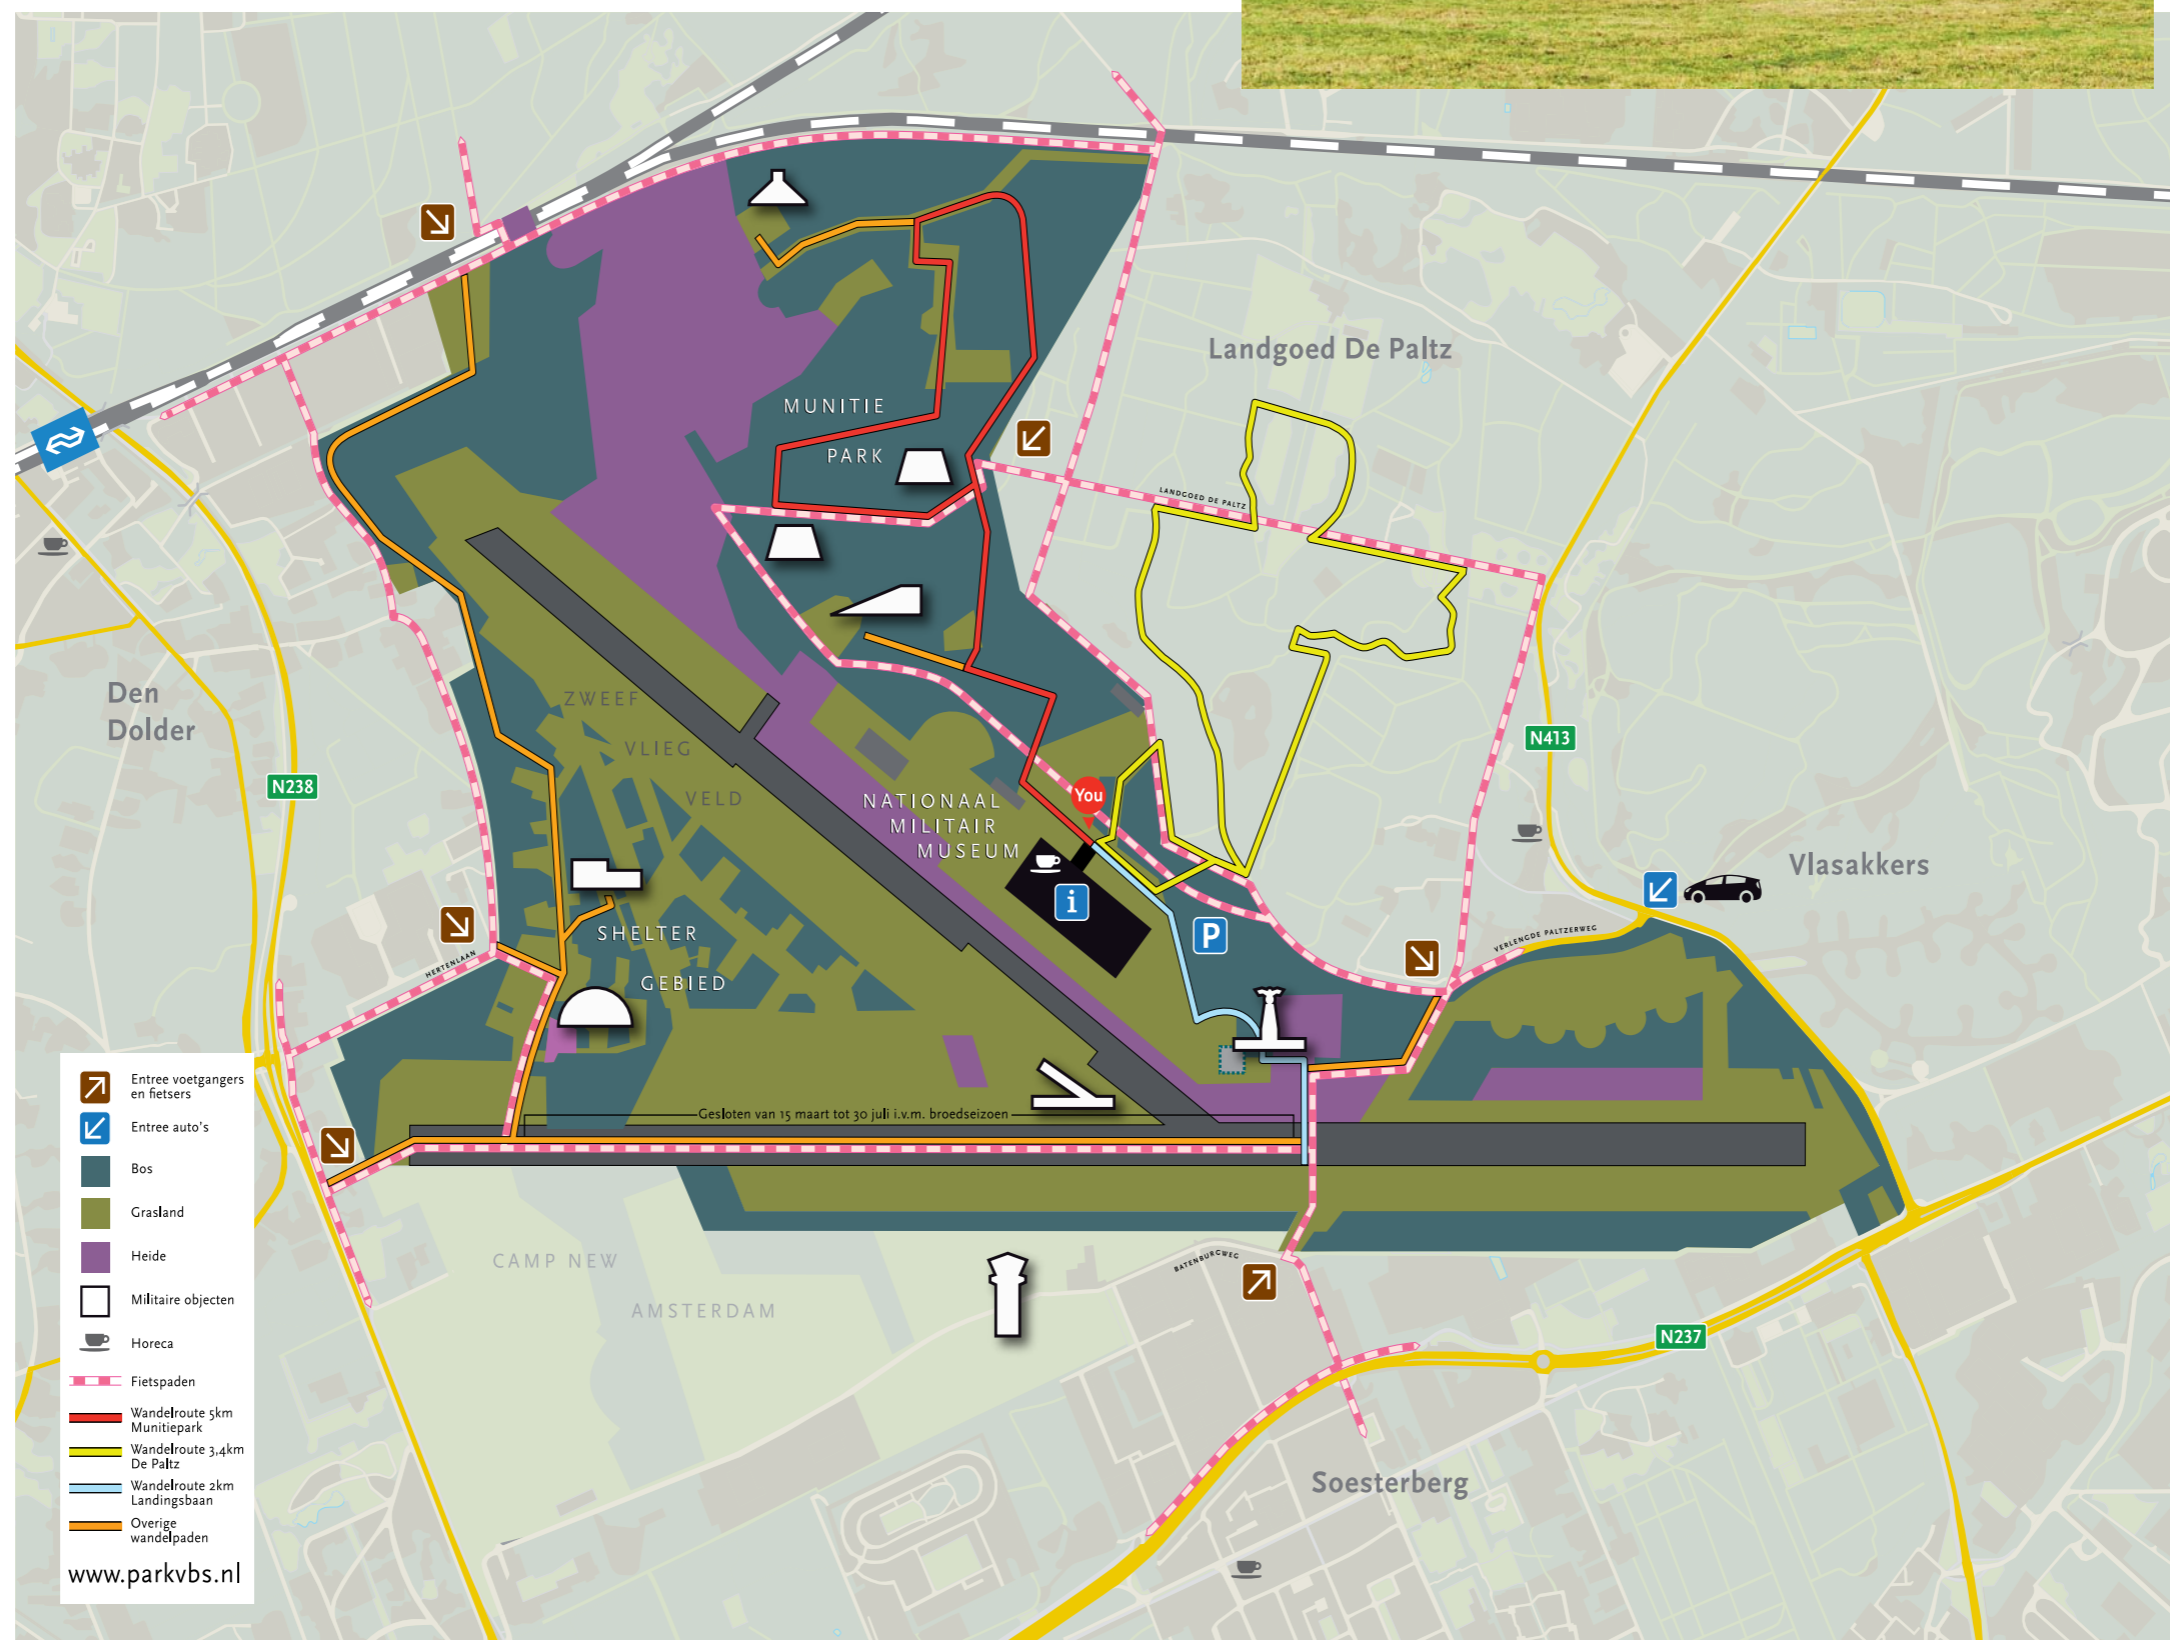 Landgoed De Paltz
MUNITIE
PARK
LANDGOED DE PALTZ
Den
Dolder
ZWEEF
VLIEG
VELD
N238
N413
You
NATIONAAL
MILITAIR
MUSEUM
i
P
Vlasakkers
VERLENGDE PALTZERWEG
SHELTER
GEBIED
HERTENLAAN
Gesloten van 15 maart tot 30 juli i.v.m. broedseizoen
CAMP NEW
AMSTERDAM
BATENBURGWEG
N237
Soesterberg
Entree voetgangers
en fietsers
Entree auto's
Bos
Grasland
Heide
Militaire objecten
Horeca
Fietspaden
Wandelroute 5km
Munitiepark
Wandelroute 3,4km
De Paltz
Wandelroute 2km
Landingsbaan
Overige
wandelpaden
www.parkvbs.nl